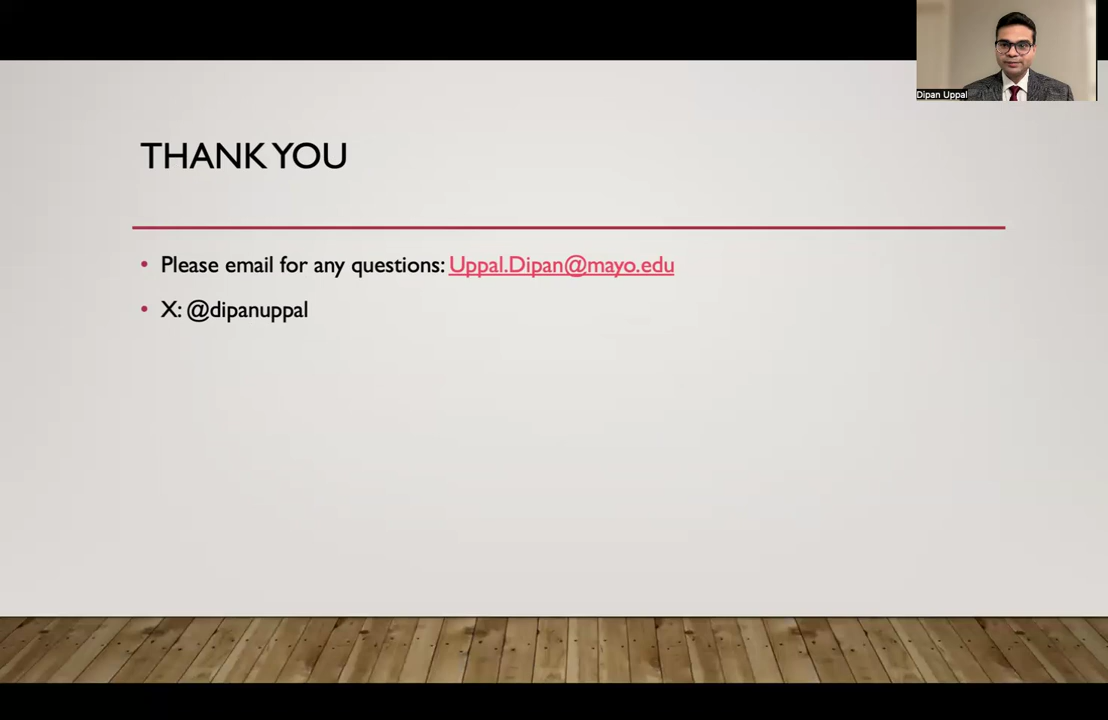 Dipan Uppal
THANK YOU
• Please email for any questions: Uppal.Dipan@mayo.edu
• X: @dipanuppal